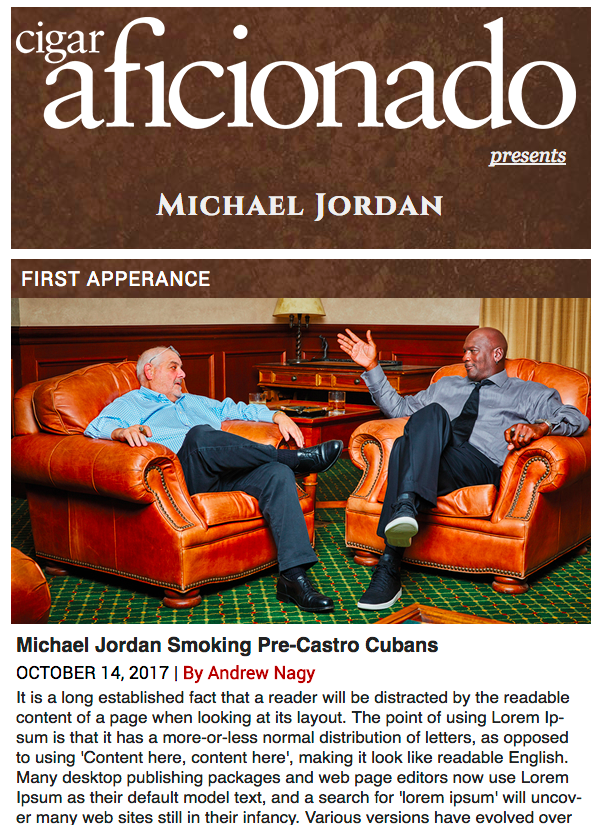 cigar
aficionado
presents
MICHAEL JORDAN
FIRST APPERANCE
Michael Jordan Smoking Pre-Castro Cubans
OCTOBER 14, 2017 | By Andrew Nagy
It is a long established fact that a reader will be distracted by the readable
content of a page when looking at its layout. The point of using Lorem Ip-
sum is that it has a more-or-less normal distribution of letters, as opposed
to using 'Content here, content here', making it look like readable English.
Many desktop publishing packages and web page editors now use Lorem
Ipsum as their default model text, and a search for 'lorem ipsum' will uncov-
er many web sites still in their infancy. Various versions have evolved over